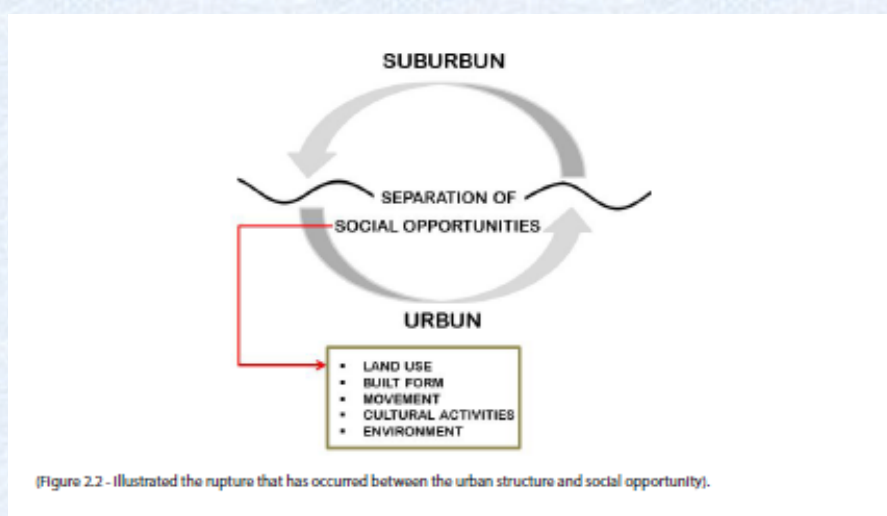 SUBURBUN
SEPARATION OF
SOCIAL OPPORTUNITIES
URBUN
▪ LAND USE
▪ BUILT FORM
▪ MOVEMENT
▪ CULTURAL ACTIVITIES
▪ ENVIRONMENT
(Figure 2.2 - Illustrated the rupture that has occurred between the urban structure and social opportunity).